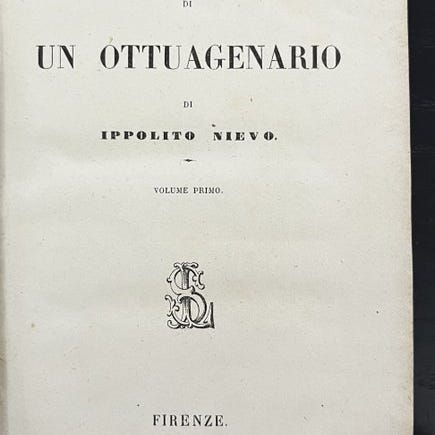 DI
UN OTTUAGENARIO
DI
IPPOLITO NIEVO.
VOLUME PRIMO.
FIRENZE.